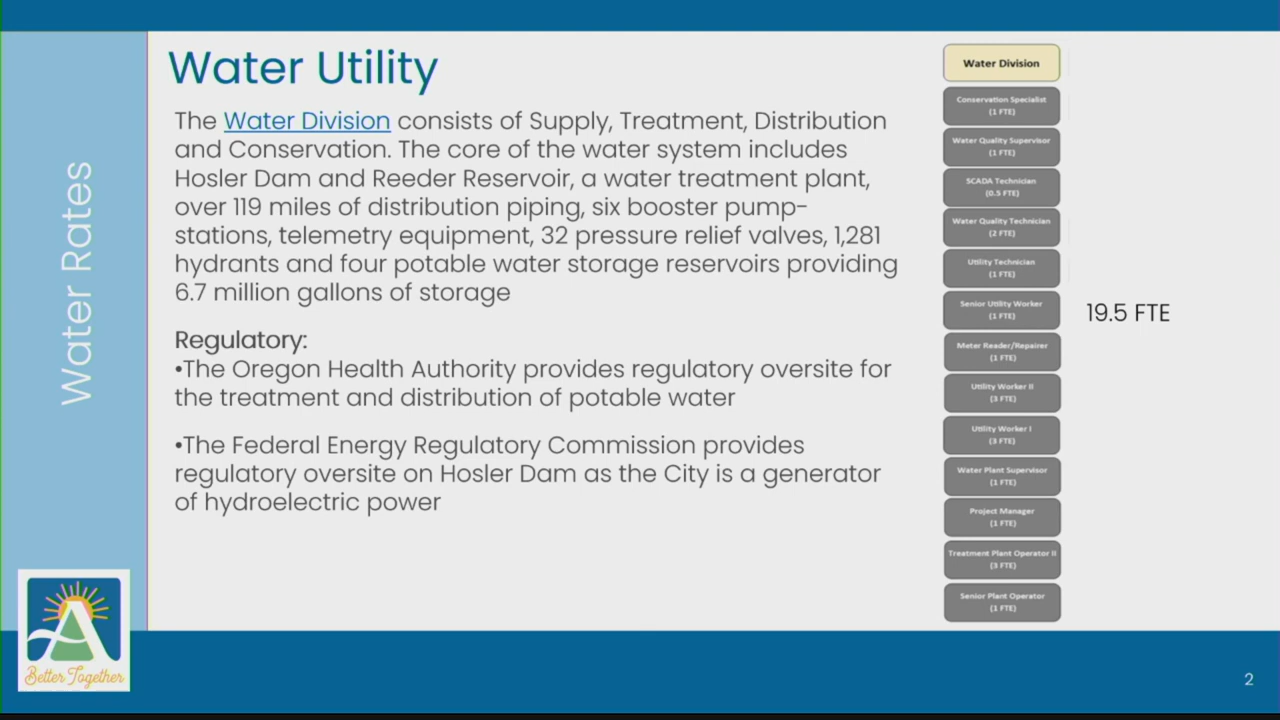 Water Rates
Water Utility
The Water Division consists of Supply, Treatment, Distribution
and Conservation. The core of the water system includes
Hosler Dam and Reeder Reservoir, a water treatment plant,
over 119 miles of distribution piping, six booster pump-
stations, telemetry equipment, 32 pressure relief valves, 1,281
hydrants and four potable water storage reservoirs providing
6.7 million gallons of storage
Regulatory:
•The Oregon Health Authority provides regulatory oversite for
the treatment and distribution of potable water
•The Federal Energy Regulatory Commission provides
regulatory oversite on Hosler Dam as the City is a generator
of hydroelectric power
Water Division
Conservation Specialist
(1 FTE)
Water Quality Supervisor
(1 FTE)
SCADA Technician
(0.5 FTE)
Water Quality Technician
(2 FTE)
Utility Technician
(1 FTE)
Senior Utility Worker
(1 FTE)
Meter Reader/Repairer
(1 FTE)
Utility Worker II
(3 FTE)
Utility Worker I
(3 FTE)
Water Plant Supervisor
(1 FTE)
Project Manager
(1 FTE)
Treatment Plant Operator II
(3 FTE)
Senior Plant Operator
(1 FTE)
19.5 FTE
Better Together
2